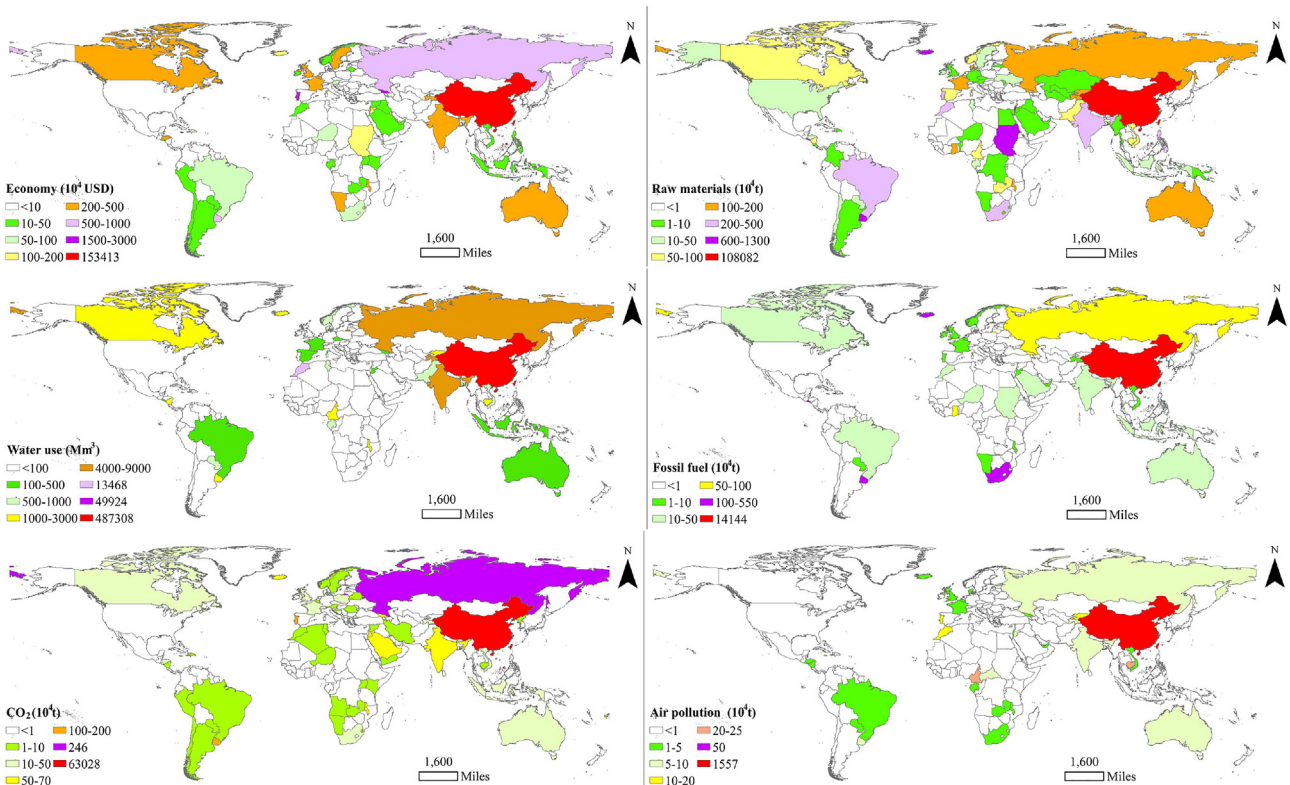 N
Economy (10⁴ USD)
<10 200-500
10-50 500-1000
50-100 1500-3000
100-200 153413
1,600
Miles
N
Raw materials (10⁴t)
<1 100-200
1-10 200-500
10-50 600-1300
50-100 108082
1,600
Miles
N
Water use (Mm³)
<100 4000-9000
100-500 13468
500-1000 49924
1000-3000 487308
1,600
Miles
N
Fossil fuel (10⁴t)
<1 50-100
1-10 100-550
10-50 14144
1,600
Miles
N
CO₂ (10⁴t)
<1 100-200
1-10 246
10-50 63028
50-70
1,600
Miles
N
Air pollution (10⁴t)
<1 20-25
1-5 50
5-10 1557
10-20
1,600
Miles